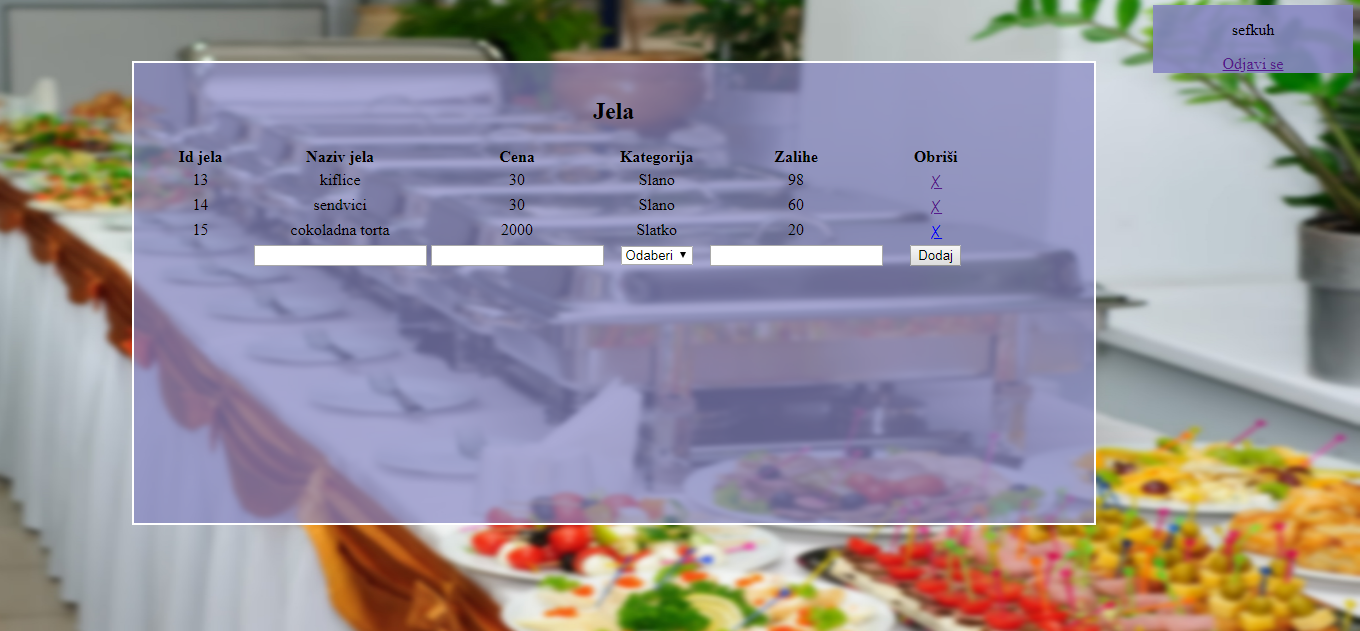 sefkuh
Odjavi se
Jela
Id jela Naziv jela Cena Kategorija Zalihe Obriši
13 kiflice 30 Slano 98 X
14 sendvici 30 Slano 60 X
15 cokoladna torta 2000 Slatko 20 X
Odaberi Dodaj